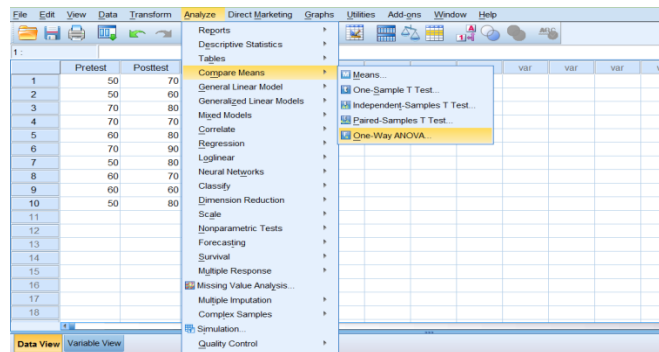 File Edit View Data Transform Analyze Direct Marketing Graphs Utilities Add-ons Window Help
1 :
Pretest Posttest var var var
1 50 70
2 50 60
3 70 80
4 70 70
5 60 80
6 70 90
7 50 80
8 60 70
9 60 60
10 50 80
11
12
13
14
15
16
17
18
Reports
Descriptive Statistics
Tables
Compare Means
General Linear Model
Generalized Linear Models
Mixed Models
Correlate
Regression
Loglinear
Neural Networks
Classify
Dimension Reduction
Scale
Nonparametric Tests
Forecasting
Survival
Multiple Response
Missing Value Analysis...
Multiple Imputation
Complex Samples
Simulation...
Quality Control
Means...
One-Sample T Test...
Independent-Samples T Test...
Paired-Samples T Test...
One-Way ANOVA...
Data View Variable View